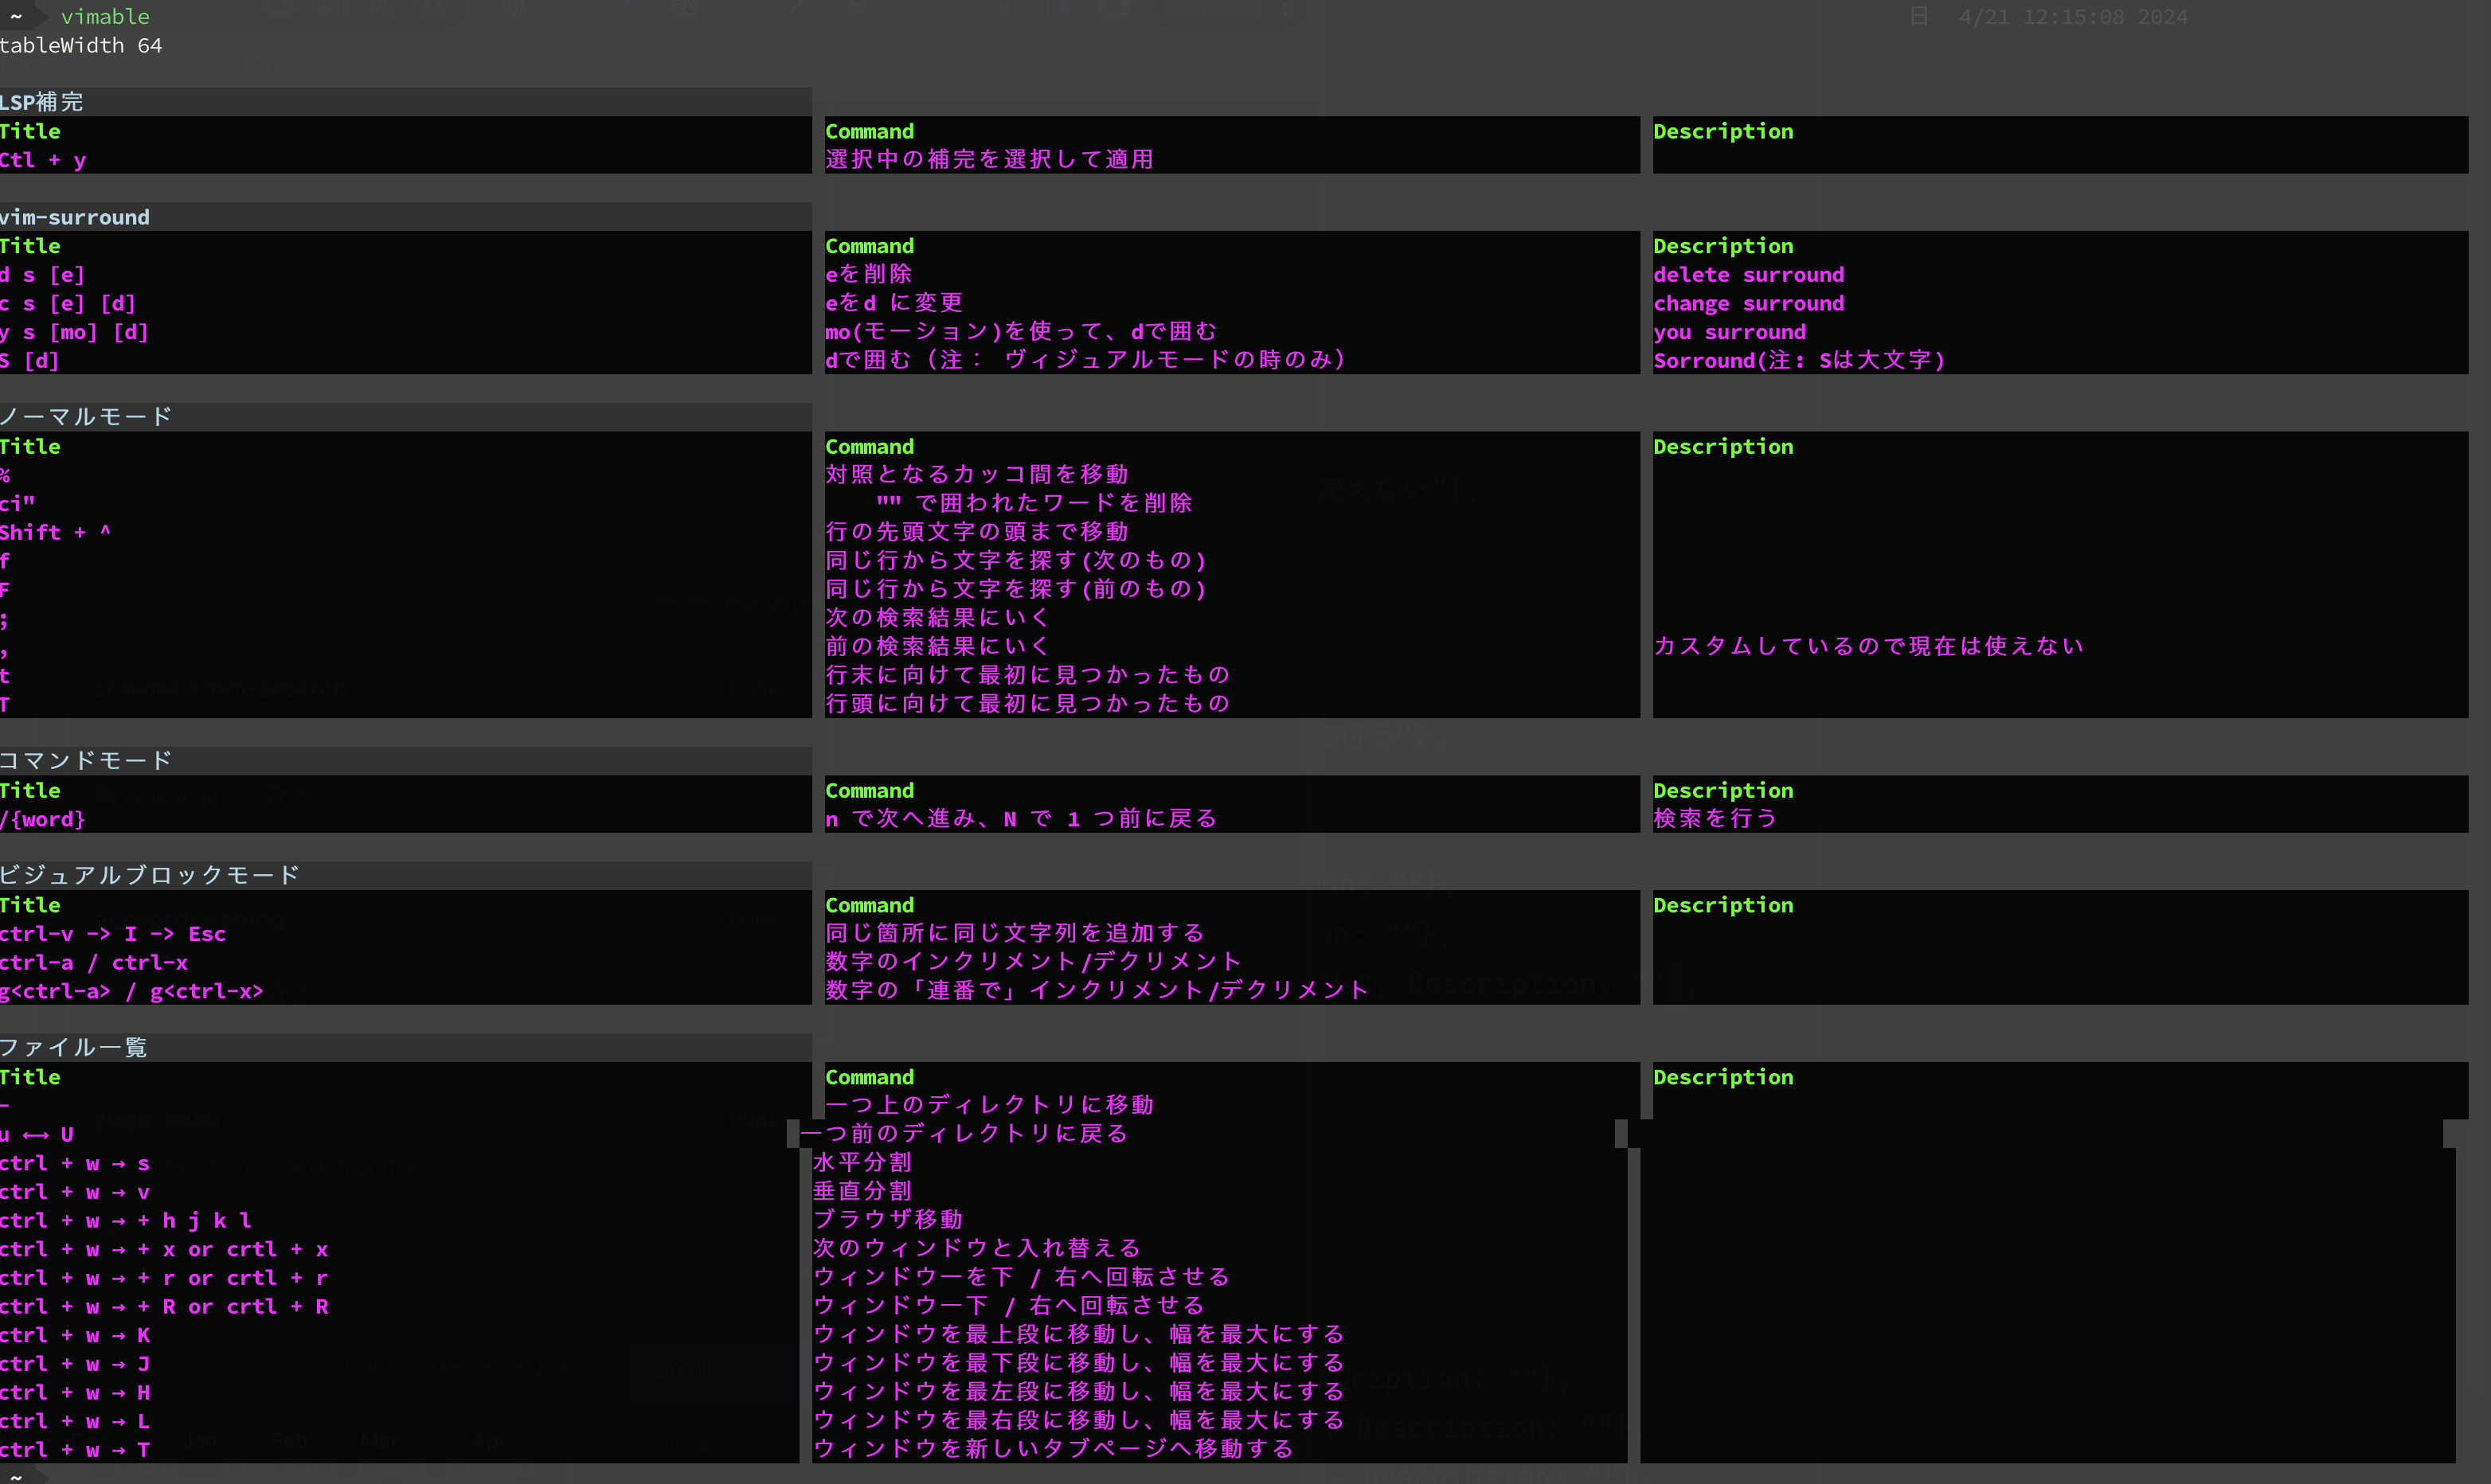 ~ vimable 日 4/21 12:15:08 2024
tableWidth 64
LSP補完
Title Command Description
Ctl + y 選択中の補完を選択して適用
vim-surround
Title Command Description
d s [e] eを削除 delete surround
c s [e] [d] eをd に変更 change surround
y s [mo] [d] mo(モーション)を使って、dで囲む you surround
S [d] dで囲む（注： ヴィジュアルモードの時のみ） Sorround(注: Sは大文字)
ノーマルモード
Title Command Description
% 対照となるカッコ間を移動
ci" "" で囲われたワードを削除
Shift + ^ 行の先頭文字の頭まで移動
f 同じ行から文字を探す(次のもの)
F 同じ行から文字を探す(前のもの)
; 次の検索結果にいく
, 前の検索結果にいく カスタムしているので現在は使えない
t 行末に向けて最初に見つかったもの
T 行頭に向けて最初に見つかったもの
コマンドモード
Title Command Description
/{word} n で次へ進み、N で 1 つ前に戻る 検索を行う
ビジュアルブロックモード
Title Command Description
ctrl-v -> I -> Esc 同じ箇所に同じ文字列を追加する
ctrl-a / ctrl-x 数字のインクリメント/デクリメント
g<ctrl-a> / g<ctrl-x> 数字の「連番で」インクリメント/デクリメント
ファイル一覧
Title Command Description
- 一つ上のディレクトリに移動
u ←→ U 一つ前のディレクトリに戻る
ctrl + w → s 水平分割
ctrl + w → v 垂直分割
ctrl + w → + h j k l ブラウザ移動
ctrl + w → + x or crtl + x 次のウィンドウと入れ替える
ctrl + w → + r or crtl + r ウィンドウーを下 / 右へ回転させる
ctrl + w → + R or crtl + R ウィンドウー下 / 右へ回転させる
ctrl + w → K ウィンドウを最上段に移動し、幅を最大にする
ctrl + w → J ウィンドウを最下段に移動し、幅を最大にする
ctrl + w → H ウィンドウを最左段に移動し、幅を最大にする
ctrl + w → L ウィンドウを最右段に移動し、幅を最大にする
ctrl + w → T ウィンドウを新しいタブページへ移動する
~